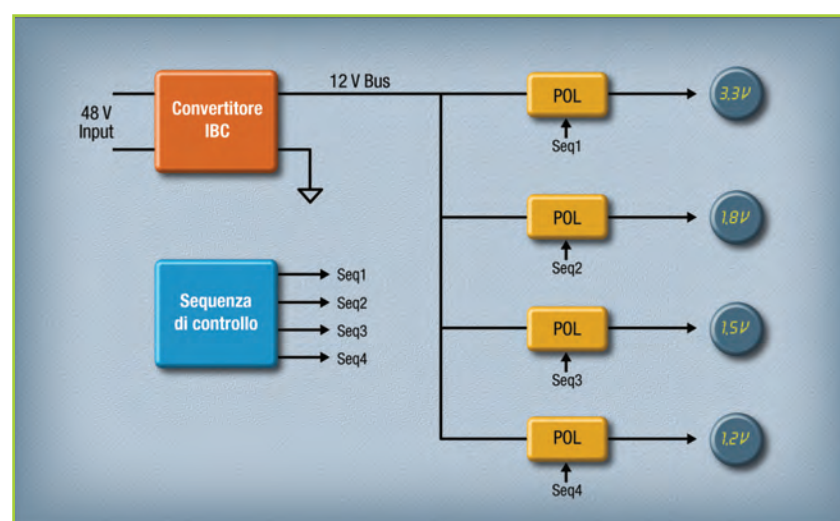 48 V
Input
Convertitore
IBC
12 V Bus
POL
Seq1
3.3V
POL
Seq2
1.8V
Sequenza
di controllo
Seq1
Seq2
Seq3
Seq4
POL
Seq3
1.5V
POL
Seq4
1.2V